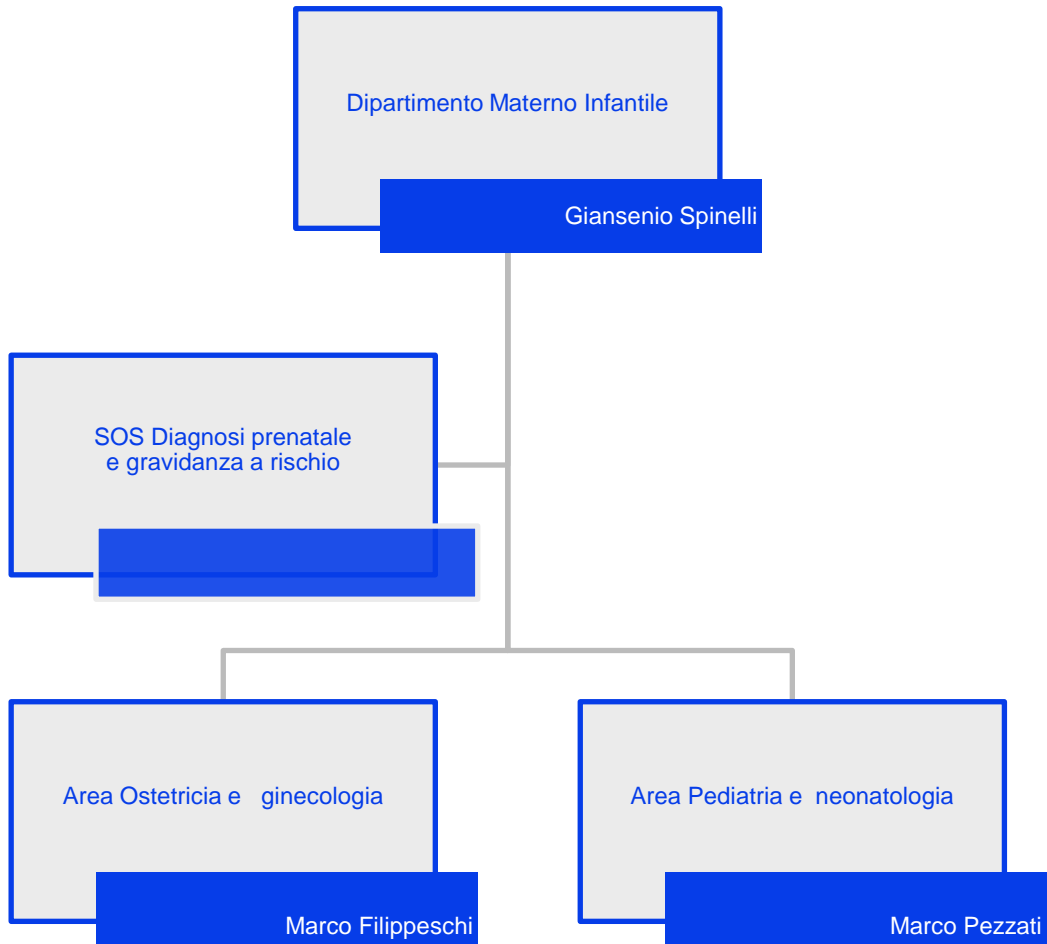 Dipartimento Materno Infantile
Giansenio Spinelli
SOS Diagnosi prenatale
e gravidanza a rischio
Area Ostetricia e ginecologia
Marco Filippeschi
Area Pediatria e neonatologia
Marco Pezzati